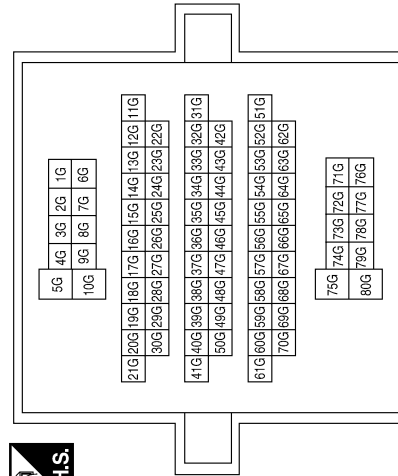 H.S.
5G 4G 3G 2G 1G
10G 9G 8G 7G 6G
21G 20G 19G 18G 17G 16G 15G 14G 13G 12G 11G
30G 29G 28G 27G 26G 25G 24G 23G 22G
41G 40G 39G 38G 37G 36G 35G 34G 33G 32G 31G
50G 49G 48G 47G 46G 45G 44G 43G 42G
61G 60G 59G 58G 57G 56G 55G 54G 53G 52G 51G
70G 69G 68G 67G 66G 65G 64G 63G 62G
75G 74G 73G 72G 71G
80G 79G 78G 77G 76G